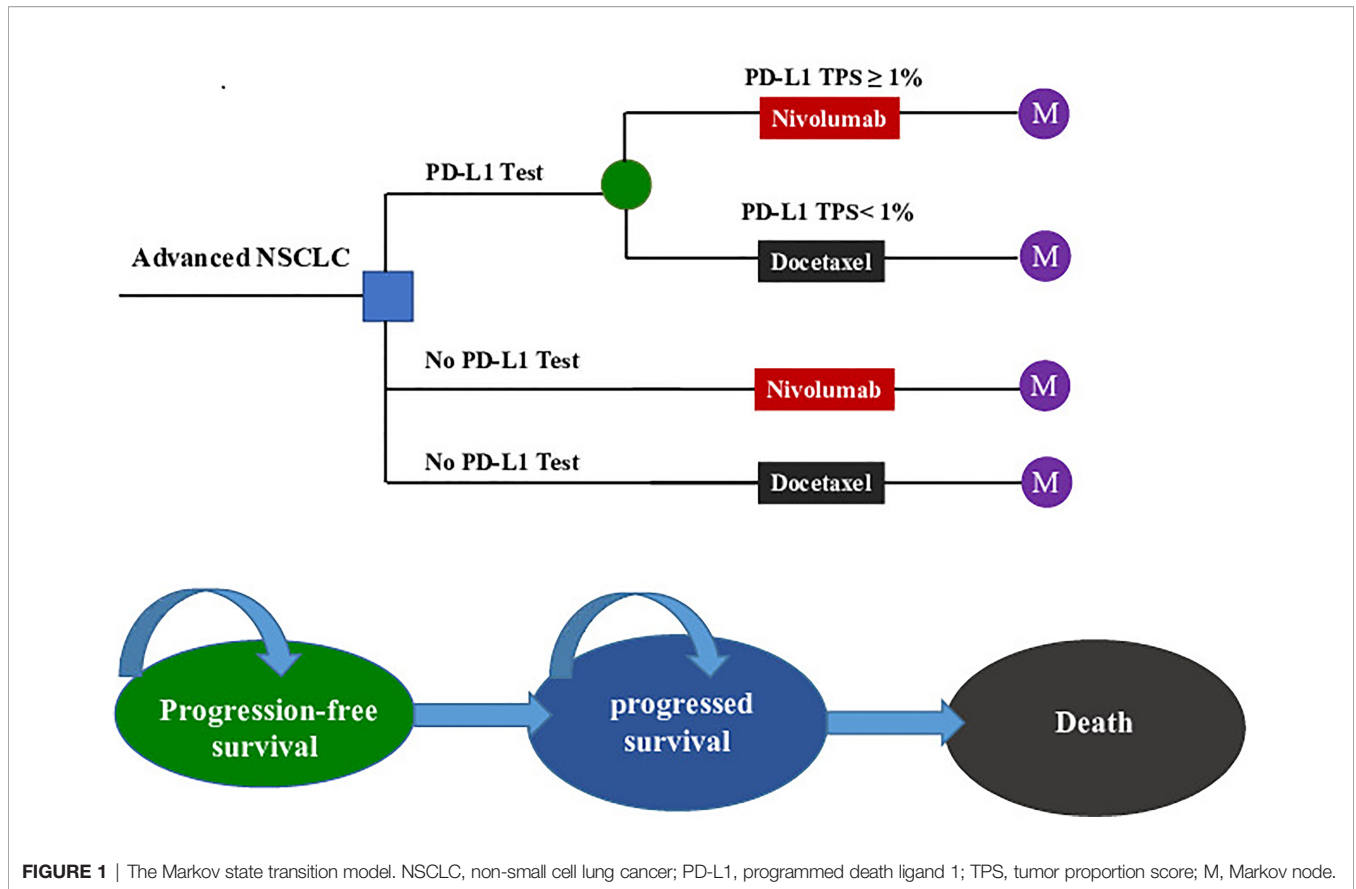 PD-L1 TPS ≥ 1%
Nivolumab
M
PD-L1 Test
PD-L1 TPS< 1%
Docetaxel
M
Advanced NSCLC
No PD-L1 Test
Nivolumab
M
No PD-L1 Test
Docetaxel
M
Progression-free
survival
progressed
survival
Death
FIGURE 1 | The Markov state transition model. NSCLC, non-small cell lung cancer; PD-L1, programmed death ligand 1; TPS, tumor proportion score; M, Markov node.